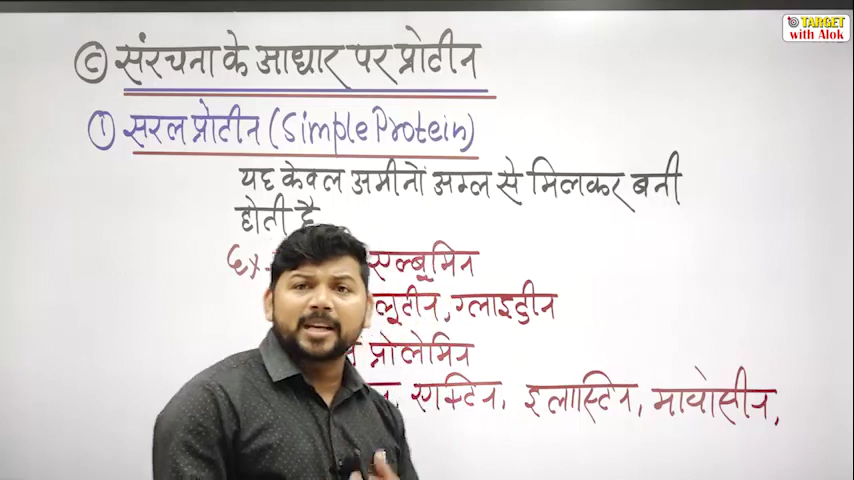 TARGET
with Alok
C संरचना के आधार पर प्रोटीन
1 सरल प्रोटीन (Simple Protein)
यह केवल अमीनों अम्ल से मिलकर बनी
होती है
Ex- एल्बूमिन
लूटीन, ग्लाइडीन
प्रोलेमिन
एक्टिन, इलास्टिन, मायोसीन,